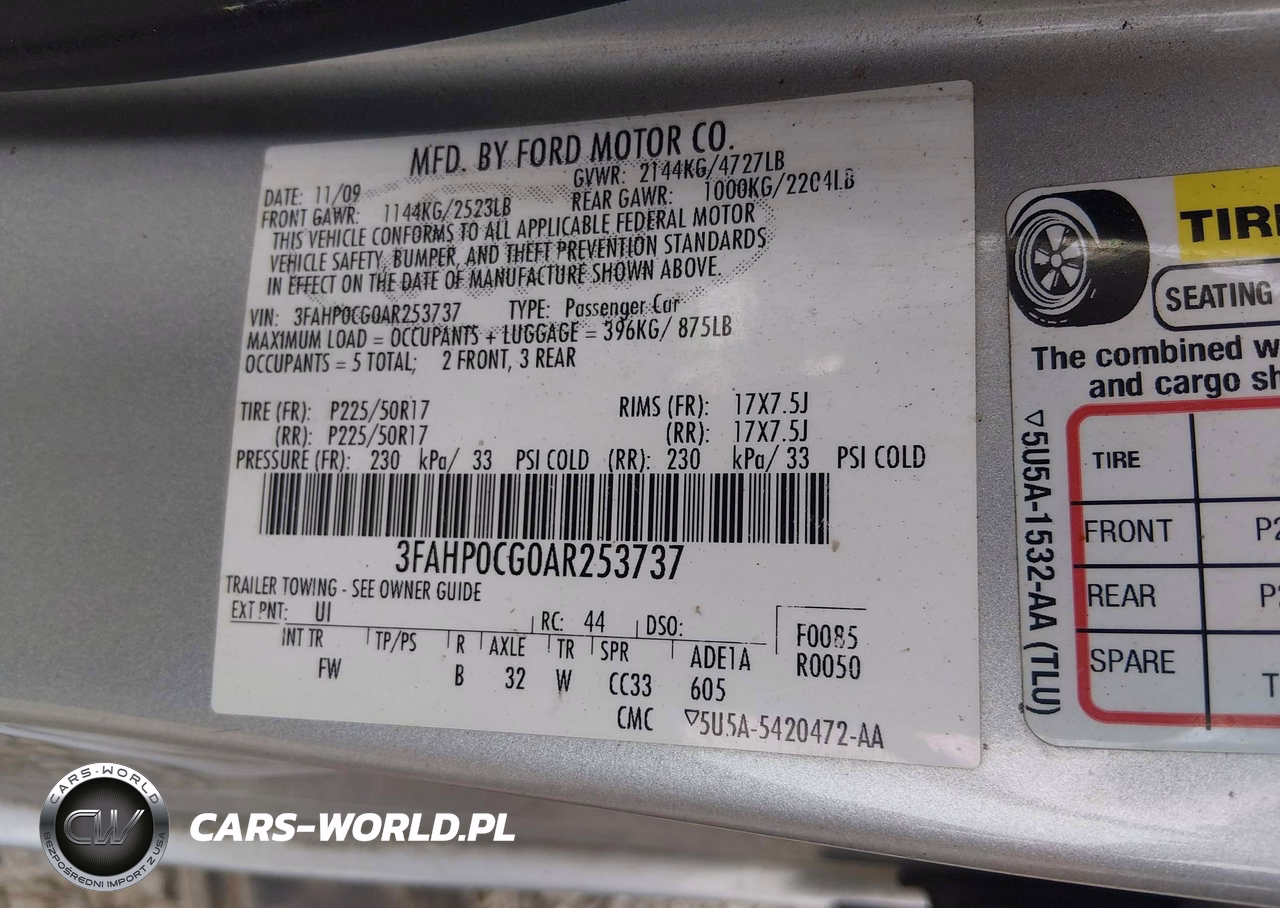 MFD. BY FORD MOTOR CO.
DATE: 11/09 GVWR: 2144KG/4727LB
FRONT GAWR: 1144KG/2523LB REAR GAWR: 1000KG/2204LB
THIS VEHICLE CONFORMS TO ALL APPLICABLE FEDERAL MOTOR
VEHICLE SAFETY, BUMPER, AND THEFT PREVENTION STANDARDS
IN EFFECT ON THE DATE OF MANUFACTURE SHOWN ABOVE.
VIN: 3FAHP0CG0AR253737 TYPE: Passenger Car
MAXIMUM LOAD = OCCUPANTS + LUGGAGE = 396KG/ 875LB
OCCUPANTS = 5 TOTAL; 2 FRONT, 3 REAR
TIRE (FR): P225/50R17 RIMS (FR): 17X7.5J
(RR): P225/50R17 (RR): 17X7.5J
PRESSURE (FR): 230 kPa/ 33 PSI COLD (RR): 230 kPa/ 33 PSI COLD
3FAHP0CG0AR253737
TRAILER TOWING - SEE OWNER GUIDE
EXT PNT: UI RC: 44 DSO: F0085
INT TR TP/PS R AXLE TR SPR ADE1A R0050
FW B 32 W CC33 605
CMC ▽5U5A-5420472-AA
TIRE
SEATING
The combined w
and cargo sh
TIRE
FRONT P2
REAR P2
SPARE T
▽5U5A-1532-AA (TLU)
CARS-WORLD
CW
BEZPOŚREDNI IMPORT Z USA
CARS-WORLD.PL